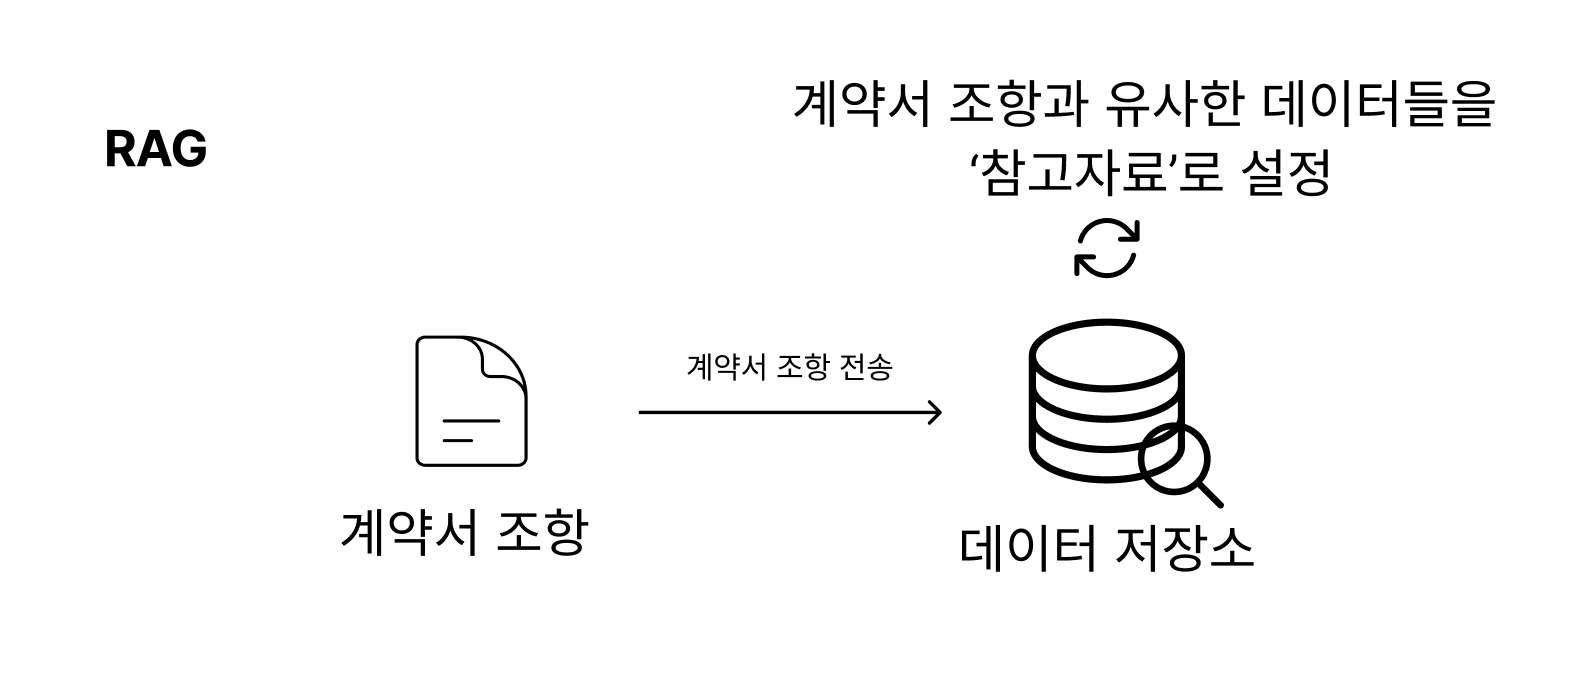 RAG
계약서 조항과 유사한 데이터들을
‘참고자료’로 설정
계약서 조항 전송
계약서 조항
데이터 저장소